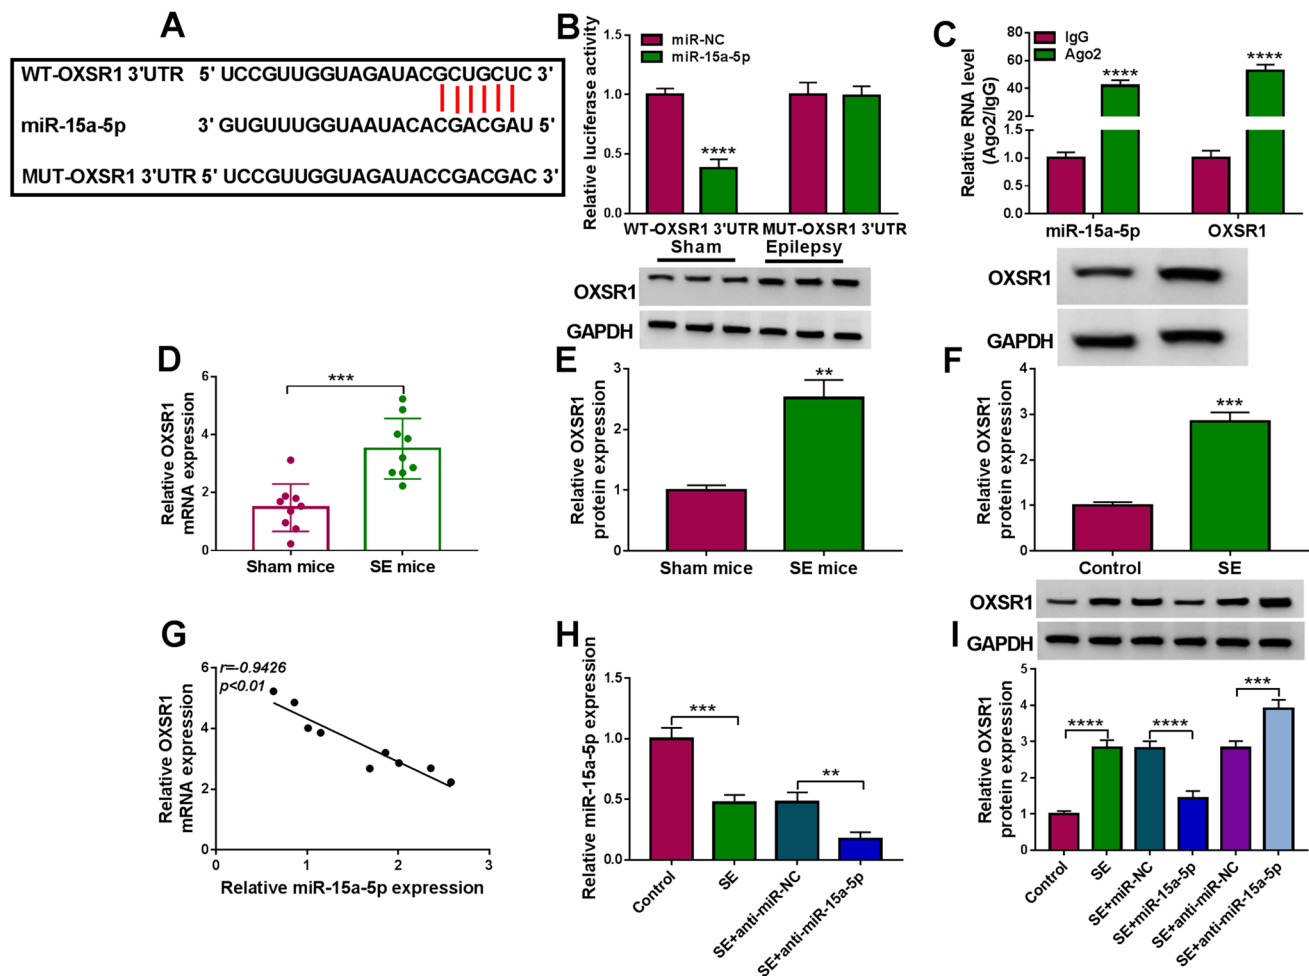 A
WT-OXSR1 3'UTR 5' UCCGUUGGUAGAUACGCUGCUC 3'
miR-15a-5p 3' GUGUUUGGUAAUACACGACGAU 5'
MUT-OXSR1 3'UTR 5' UCCGUUGGUAGAUACCGACGAC 3'
B
Relative luciferase activity
1.5
1.0
0.5
0.0
miR-NC
miR-15a-5p
****
WT-OXSR1 3'UTR MUT-OXSR1 3'UTR
C
Relative RNA level
(Ago2/IgG)
80
60
40
20
1.5
1.0
0.5
0.0
IgG
Ago2
****
****
miR-15a-5p OXSR1
D
Relative OXSR1
mRNA expression
6
4
2
0
***
Sham mice SE mice
Sham Epilepsy
OXSR1
GAPDH
E
Relative OXSR1
protein expression
3
2
1
0
**
Sham mice SE mice
OXSR1
GAPDH
F
Relative OXSR1
protein expression
4
3
2
1
0
***
Control SE
G
Relative OXSR1
mRNA expression
6
4
2
0
r=-0.9426
p<0.01
0 1 2 3
Relative miR-15a-5p expression
H
Relative miR-15a-5p expression
1.5
1.0
0.5
0.0
***
**
Control
SE
SE+anti-miR-NC
SE+anti-miR-15a-5p
OXSR1
GAPDH
I
Relative OXSR1
protein expression
5
4
3
2
1
0
****
****
***
Control
SE
SE+miR-NC
SE+miR-15a-5p
SE+anti-miR-NC
SE+anti-miR-15a-5p